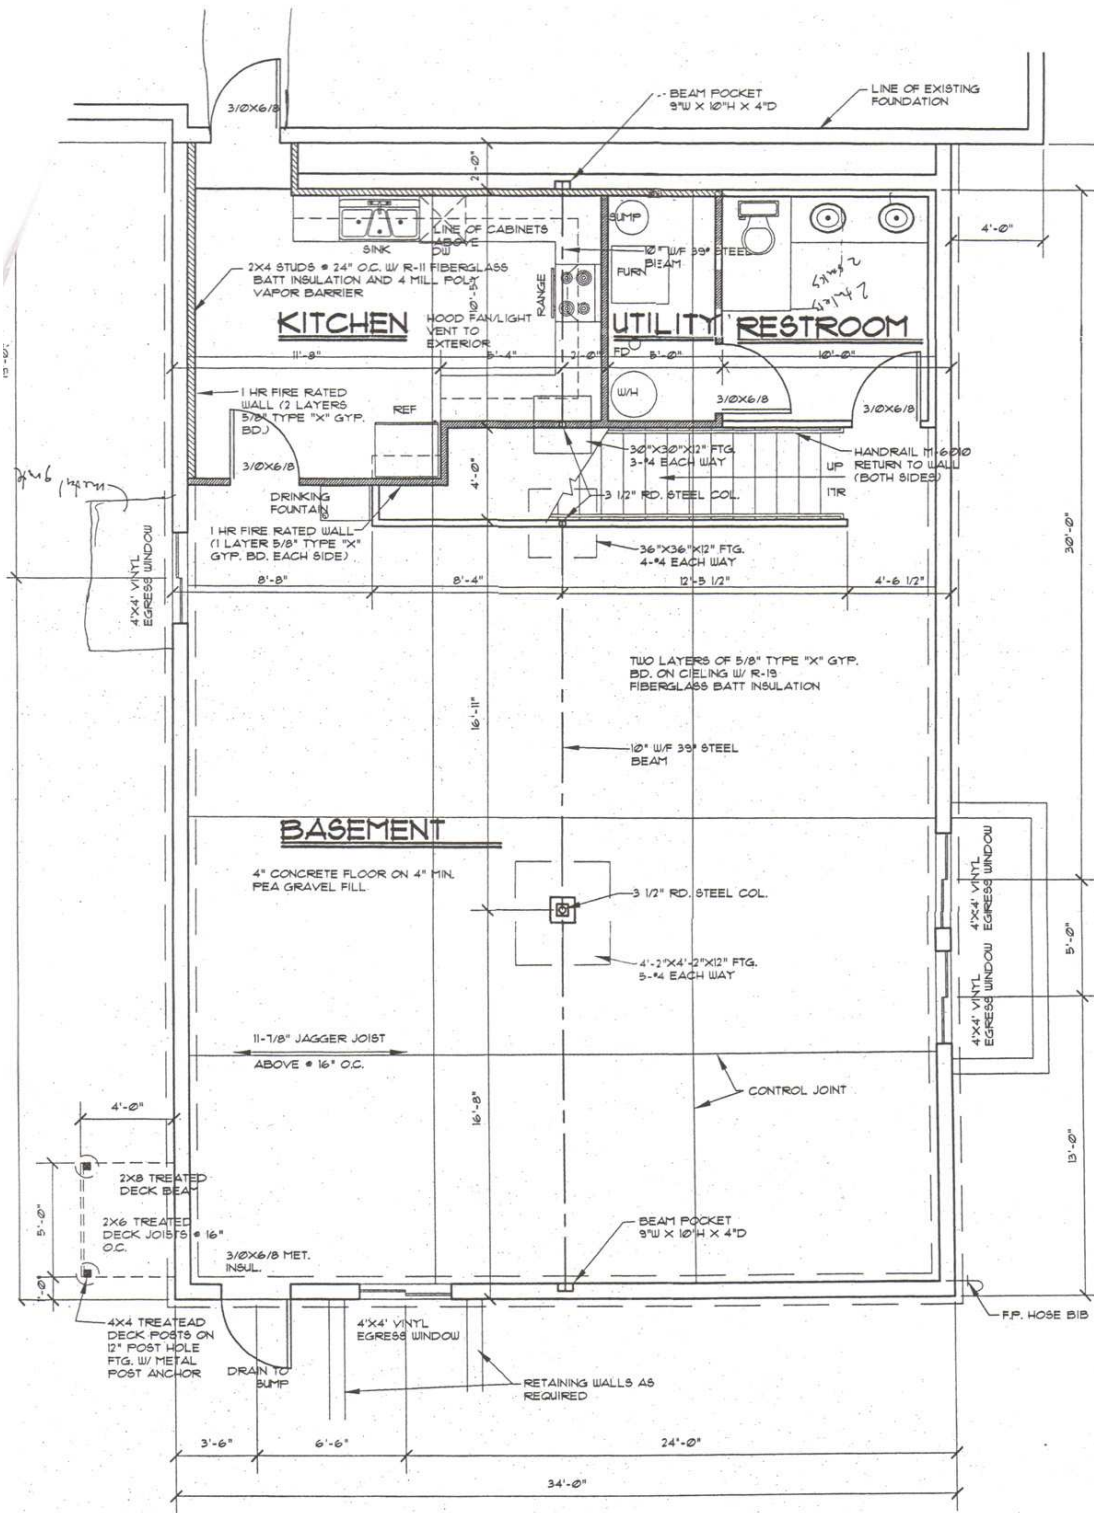 3/0X6/8
BEAM POCKET
9"W X 10"H X 4"D
LINE OF EXISTING
FOUNDATION
2'-0"
4'-0"
SINK
LINE OF CABINETS
ABOVE
DW
SUMP
10" W/F 39# STEEL
BEAM
FURN
2X4 STUDS @ 24" O.C. W/ R-11 FIBERGLASS
BATT INSULATION AND 4 MILL POLY
VAPOR BARRIER
RANGE
2 sinks
2 toilets
KITCHEN
HOOD FAN/LIGHT
VENT TO
EXTERIOR
UTILITY
RESTROOM
FD
11'-8"
5'-4"
2'-0"
5'-0"
10'-0"
1 HR FIRE RATED
WALL (2 LAYERS
5/8" TYPE "X" GYP.
BD.)
REF
W/H
3/0X6/8
3/0X6/8
3/0X6/8
30"X30"X12" FTG.
3-#4 EACH WAY
HANDRAIL M-6010
RETURN TO WALL
(BOTH SIDES)
UP
17R
4'-0"
3 1/2" RD. STEEL COL.
DRINKING
FOUNTAIN
1 HR FIRE RATED WALL
(1 LAYER 5/8" TYPE "X"
GYP. BD. EACH SIDE)
36"X36"X12" FTG.
4-#4 EACH WAY
30'-0"
4'X4' VINYL
EGRESS WINDOW
8'-8"
8'-4"
12'-5 1/2"
4'-6 1/2"
TWO LAYERS OF 5/8" TYPE "X" GYP.
BD. ON CIELING W/ R-19
FIBERGLASS BATT INSULATION
16'-11"
10" W/F 39# STEEL
BEAM
BASEMENT
4" CONCRETE FLOOR ON 4" MIN.
PEA GRAVEL FILL
3 1/2" RD. STEEL COL.
4'X4' VINYL
EGRESS WINDOW
5'-0"
4'-2"X4'-2"X12" FTG.
5-#4 EACH WAY
4'X4' VINYL
EGRESS WINDOW
11-7/8" JAGGER JOIST
ABOVE @ 16" O.C.
CONTROL JOINT
4'-0"
16'-8"
13'-0"
2X8 TREATED
DECK BEA
5'-0"
2X6 TREATED
DECK JOISTS @ 16"
O.C.
BEAM POCKET
9"W X 10"H X 4"D
3/0X6/8 MET.
INSUL.
4X4 TREATEAD
DECK POSTS ON
12" POST HOLE
FTG. W/ METAL
POST ANCHOR
DRAIN TO
SUMP
4'X4' VINYL
EGRESS WINDOW
F.P. HOSE BIB
RETAINING WALLS AS
REQUIRED
3'-6"
6'-6"
24'-0"
34'-0"